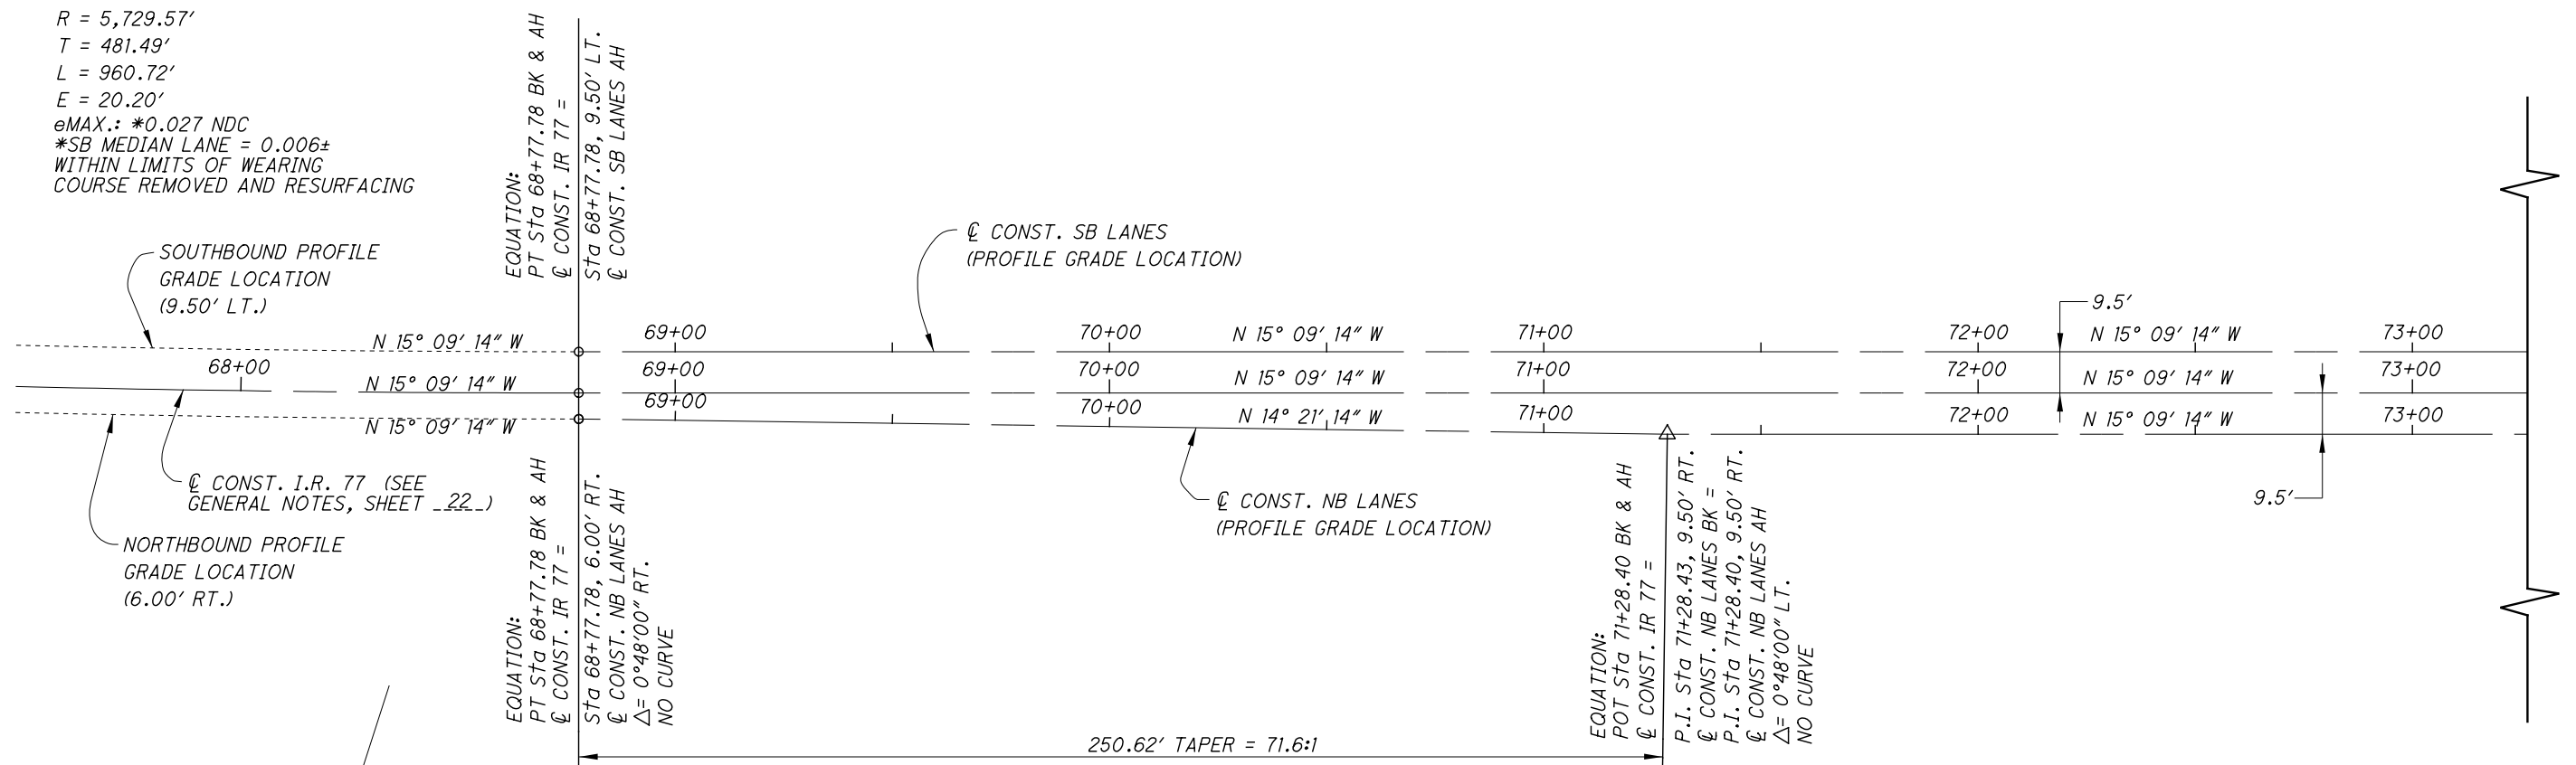 R = 5,729.57'
T = 481.49'
L = 960.72'
E = 20.20'
eMAX.: *0.027 NDC
*SB MEDIAN LANE = 0.006±
WITHIN LIMITS OF WEARING
COURSE REMOVED AND RESURFACING
EQUATION:
PT Sta 68+77.78 BK & AH
℄ CONST. IR 77 =
Sta 68+77.78, 9.50' LT.
℄ CONST. SB LANES AH
SOUTHBOUND PROFILE
GRADE LOCATION
(9.50' LT.)
℄ CONST. SB LANES
(PROFILE GRADE LOCATION)
9.5'
N 15° 09' 14" W
69+00
70+00
N 15° 09' 14" W
71+00
72+00
N 15° 09' 14" W
73+00
68+00
N 15° 09' 14" W
69+00
70+00
N 15° 09' 14" W
71+00
72+00
N 15° 09' 14" W
73+00
N 15° 09' 14" W
69+00
70+00
N 14° 21' 14" W
71+00
72+00
N 15° 09' 14" W
73+00
℄ CONST. I.R. 77 (SEE
GENERAL NOTES, SHEET __22__)
NORTHBOUND PROFILE
GRADE LOCATION
(6.00' RT.)
℄ CONST. NB LANES
(PROFILE GRADE LOCATION)
9.5'
EQUATION:
PT Sta 68+77.78 BK & AH
℄ CONST. IR 77 =
Sta 68+77.78, 6.00' RT.
℄ CONST. NB LANES AH
△= 0°48'00" RT.
NO CURVE
EQUATION:
POT Sta 71+28.40 BK & AH
℄ CONST. IR 77 =
P.I. Sta 71+28.43, 9.50' RT.
℄ CONST. NB LANES BK =
P.I. Sta 71+28.40, 9.50' RT.
℄ CONST. NB LANES AH
△= 0°48'00" LT.
NO CURVE
250.62' TAPER = 71.6:1